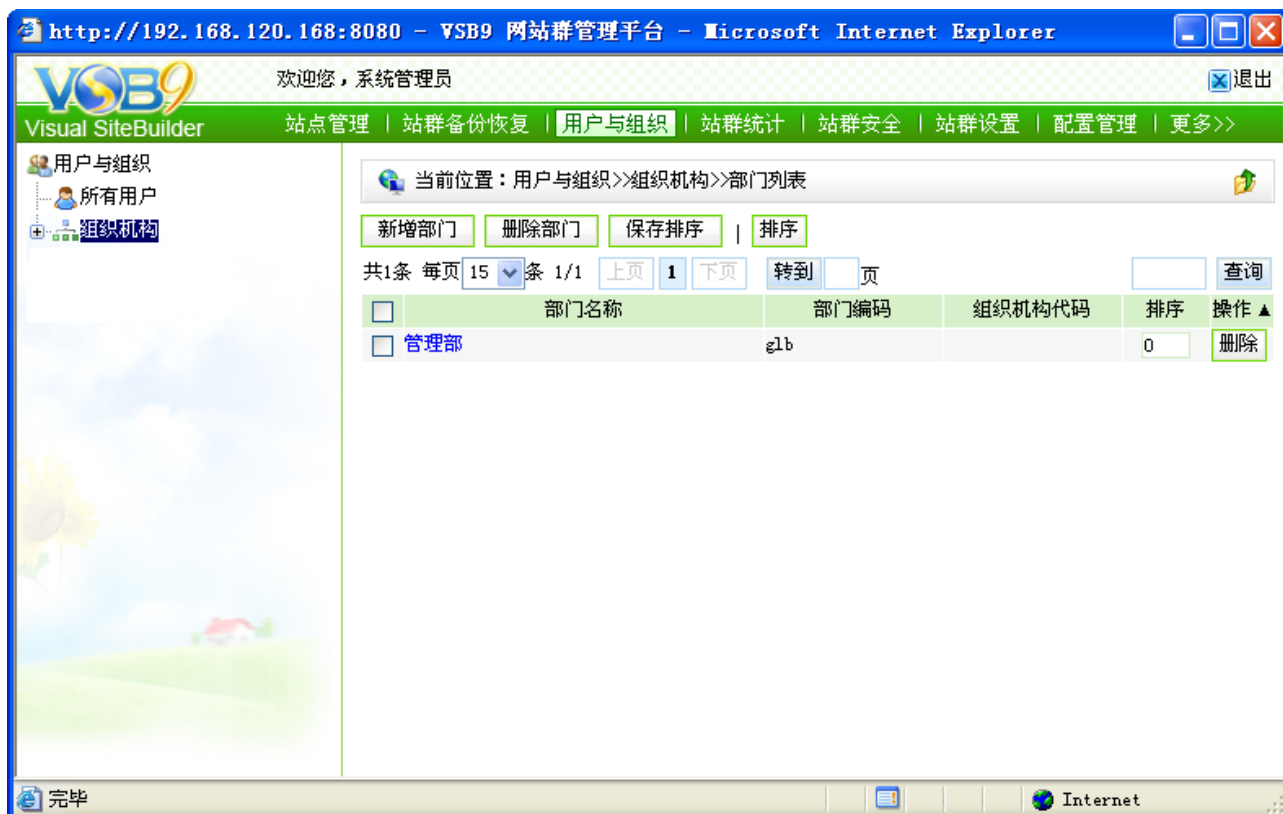 http://192.168.120.168:8080 - VSB9 网站群管理平台 - Microsoft Internet Explorer
VSB9
Visual SiteBuilder
欢迎您，系统管理员
退出
站点管理 | 站群备份恢复 | 用户与组织 | 站群统计 | 站群安全 | 站群设置 | 配置管理 | 更多>>
用户与组织
所有用户
组织机构
当前位置：用户与组织>>组织机构>>部门列表
新增部门 删除部门 保存排序 | 排序
共1条 每页 15 条 1/1 上页 1 下页 转到 页 查询
部门名称 部门编码 组织机构代码 排序 操作▲
管理部 glb 0 删除
完毕 Internet